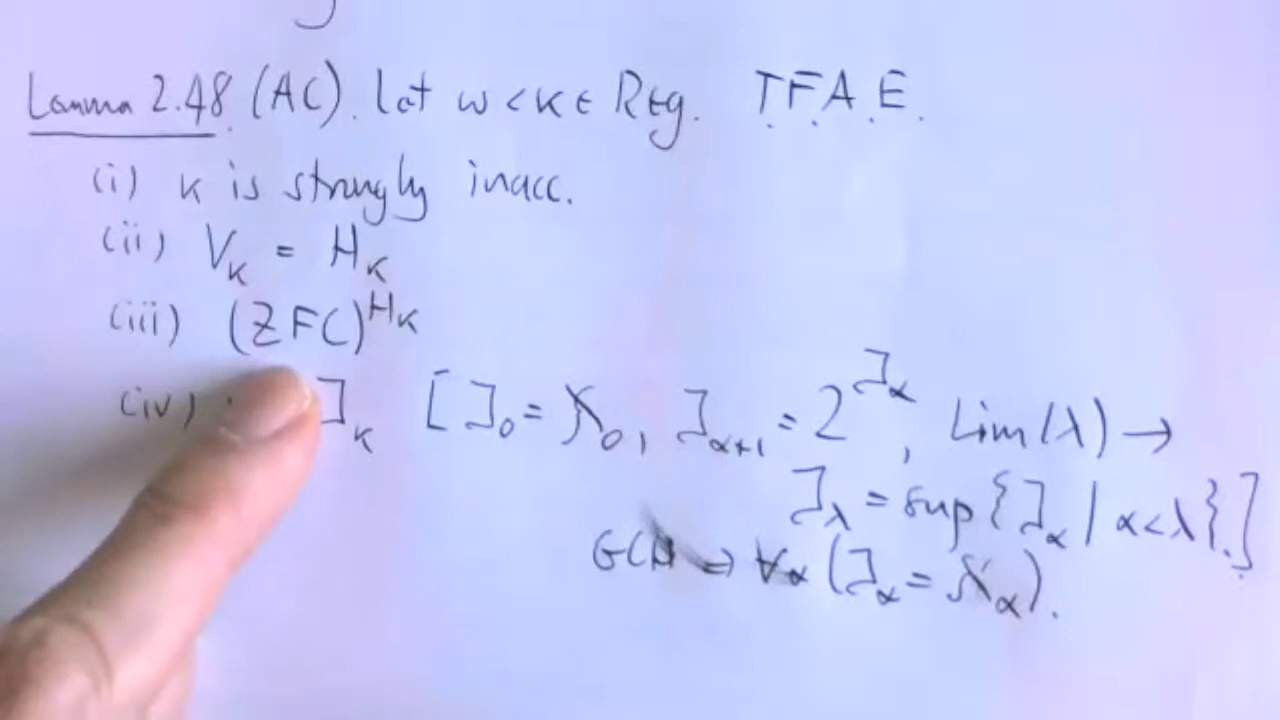 Lemma 2.48 (AC). Let ω < κ ∈ Reg. T.F.A.E.
(i) κ is strongly inacc.
(ii) V_κ = H_κ
(iii) (ZFC)^{H_κ}
(iv) ℶ_κ [ℶ_0 = ℵ_0, ℶ_{α+1} = 2^{ℶ_α}, Lim(λ) →
ℶ_λ = sup{ℶ_α | α<λ}.]
GCH ⇒ ∀α (ℶ_α = ℵ_α).